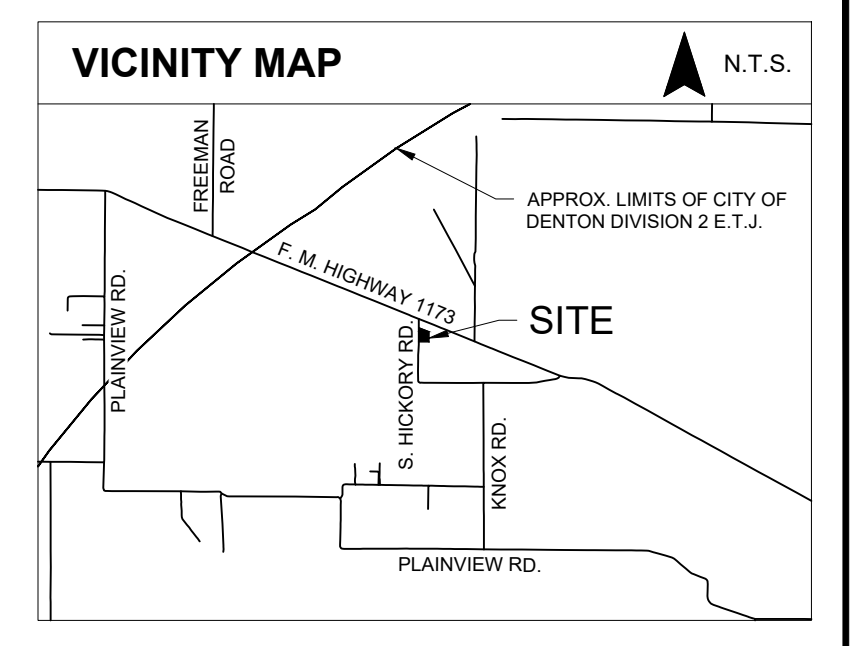 VICINITY MAP
N.T.S.
FREEMAN
ROAD
APPROX. LIMITS OF CITY OF
DENTON DIVISION 2 E.T.J.
F. M. HIGHWAY 1173
PLAINVIEW RD.
SITE
S. HICKORY RD.
KNOX RD.
PLAINVIEW RD.